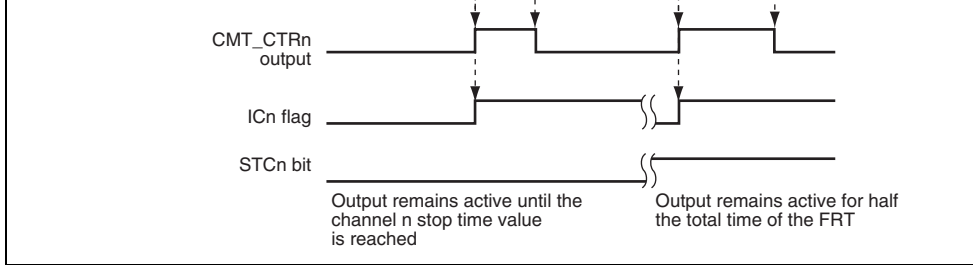 CMT_CTRn
output
ICn flag
STCn bit
Output remains active until the
channel n stop time value
is reached
Output remains active for half
the total time of the FRT